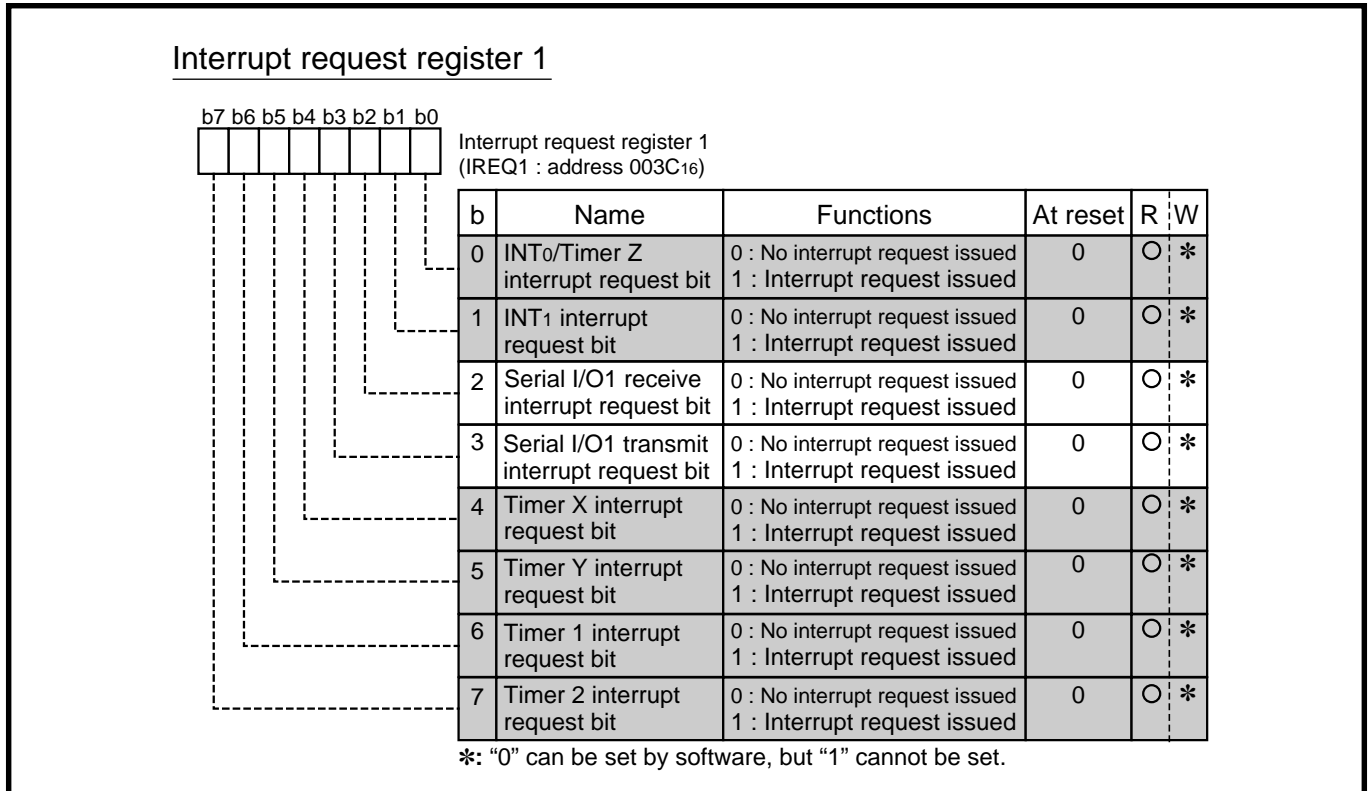 Interrupt request register 1
b7 b6 b5 b4 b3 b2 b1 b0
Interrupt request register 1
(IREQ1 : address 003C16)
b Name Functions At reset R W
0 INT0/Timer Z interrupt request bit 0 : No interrupt request issued 1 : Interrupt request issued 0 O ✻
1 INT1 interrupt request bit 0 : No interrupt request issued 1 : Interrupt request issued 0 O ✻
2 Serial I/O1 receive interrupt request bit 0 : No interrupt request issued 1 : Interrupt request issued 0 O ✻
3 Serial I/O1 transmit interrupt request bit 0 : No interrupt request issued 1 : Interrupt request issued 0 O ✻
4 Timer X interrupt request bit 0 : No interrupt request issued 1 : Interrupt request issued 0 O ✻
5 Timer Y interrupt request bit 0 : No interrupt request issued 1 : Interrupt request issued 0 O ✻
6 Timer 1 interrupt request bit 0 : No interrupt request issued 1 : Interrupt request issued 0 O ✻
7 Timer 2 interrupt request bit 0 : No interrupt request issued 1 : Interrupt request issued 0 O ✻
✻: “0” can be set by software, but “1” cannot be set.